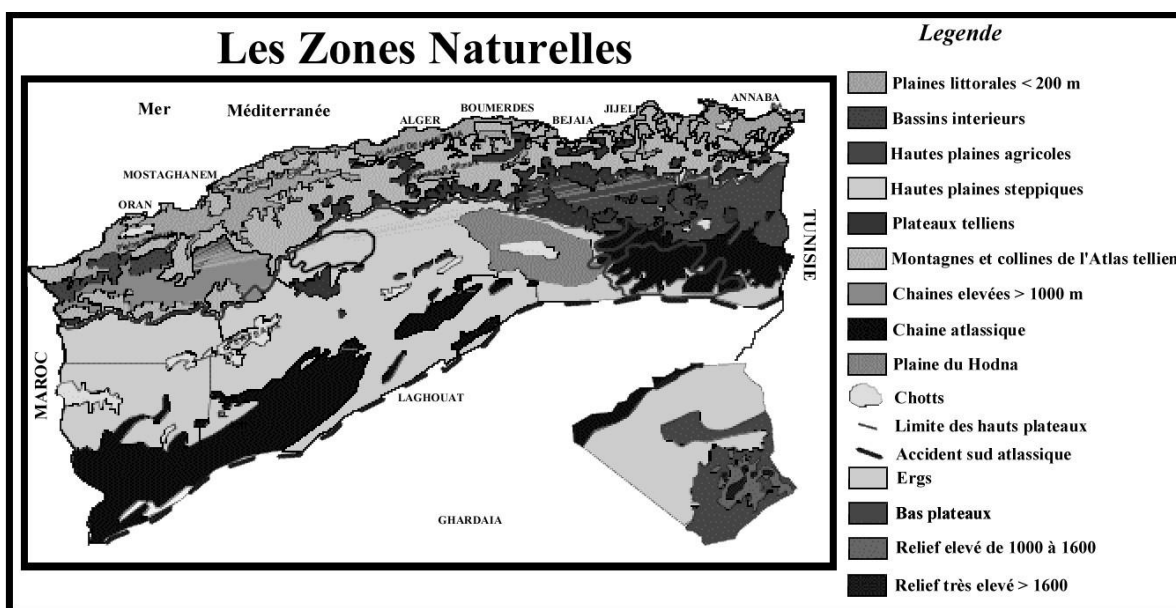 Les Zones Naturelles
Mer Méditerranée
ALGER
BOUMERDES
BEJAIA
JIJEL
ANNABA
MOSTAGHANEM
ORAN
MAROC
TUNISIE
LAGHOUAT
GHARDAIA
Legende
Plaines littorales < 200 m
Bassins interieurs
Hautes plaines agricoles
Hautes plaines steppiques
Plateaux telliens
Montagnes et collines de l'Atlas tellien
Chaines elevées > 1000 m
Chaine atlassique
Plaine du Hodna
Chotts
Limite des hauts plateaux
Accident sud atlassique
Ergs
Bas plateaux
Relief elevé de 1000 à 1600
Relief très elevé > 1600